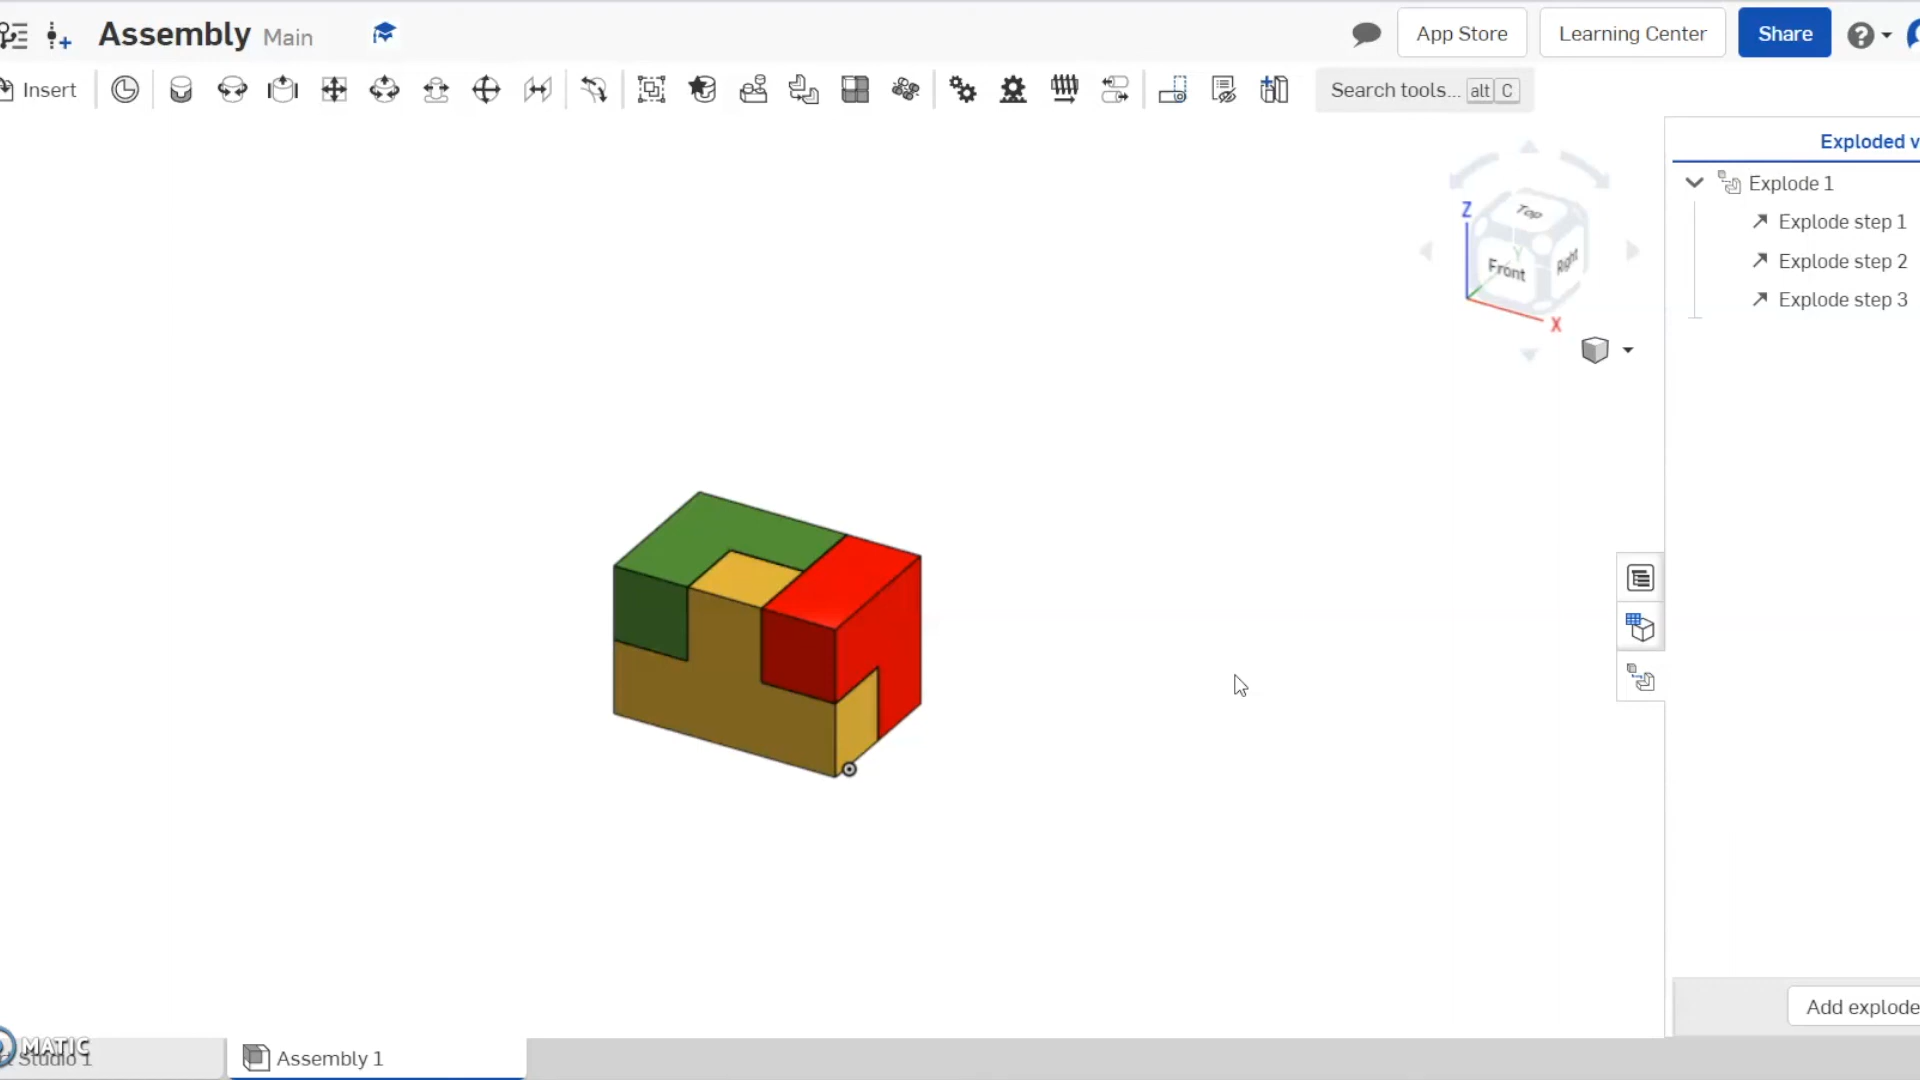 Assembly Main
App Store
Learning Center
Share
Insert
Search tools... alt C
Exploded v
Top
Front
Right
Z
Y
X
Explode 1
Explode step 1
Explode step 2
Explode step 3
Add explode
MATIC
Studio 1
Assembly 1